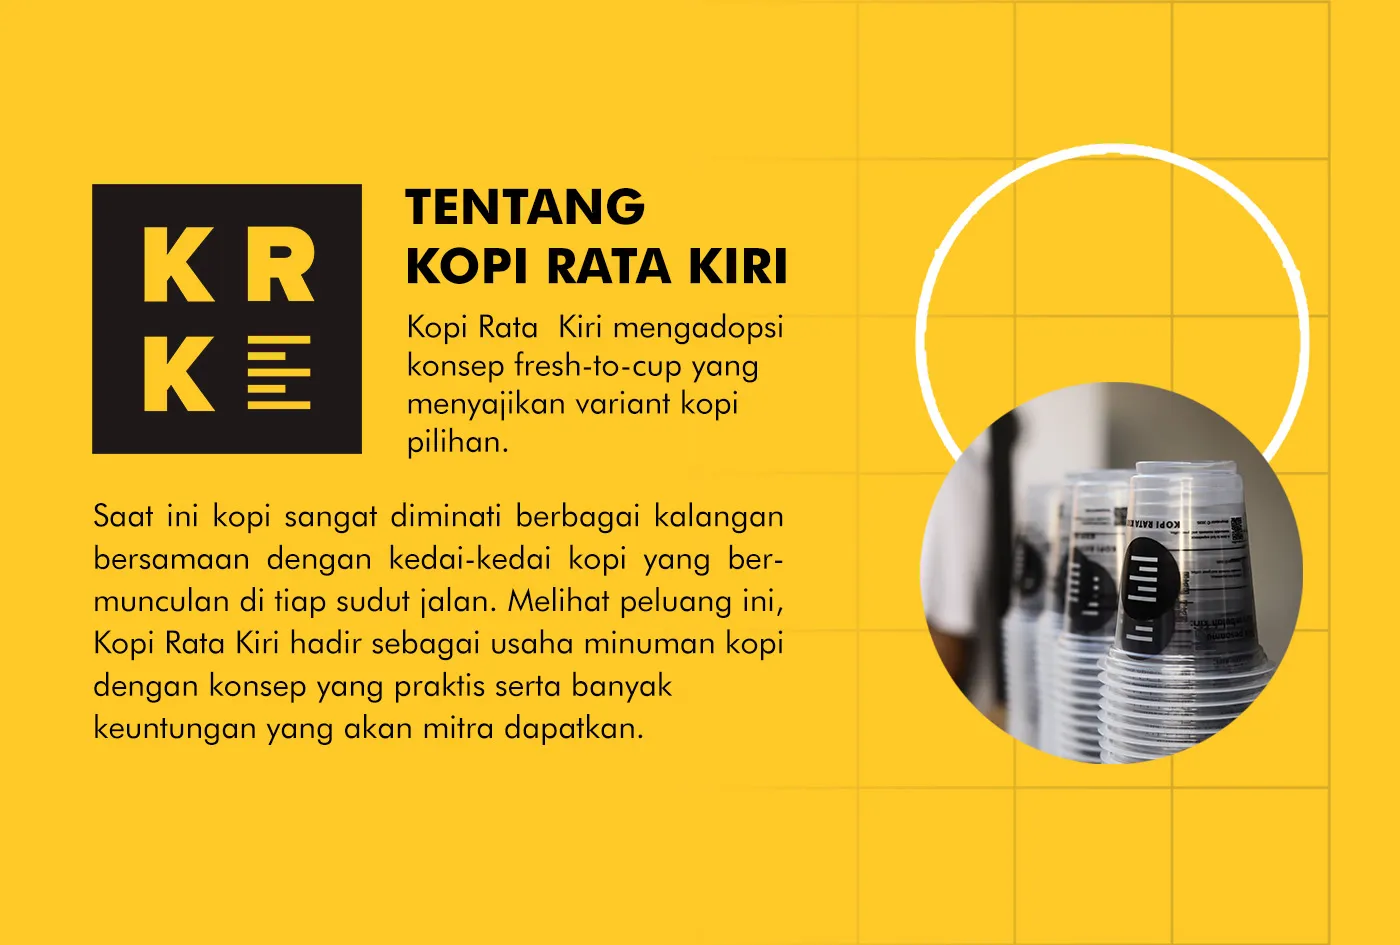 KR
K
TENTANG
KOPI RATA KIRI
Kopi Rata  Kiri mengadopsi
konsep fresh-to-cup yang
menyajikan variant kopi
pilihan.
Saat ini kopi sangat diminati berbagai kalangan
bersamaan dengan kedai-kedai kopi yang ber-
munculan di tiap sudut jalan. Melihat peluang ini,
Kopi Rata Kiri hadir sebagai usaha minuman kopi
dengan konsep yang praktis serta banyak
keuntungan yang akan mitra dapatkan.
KOPI RATA